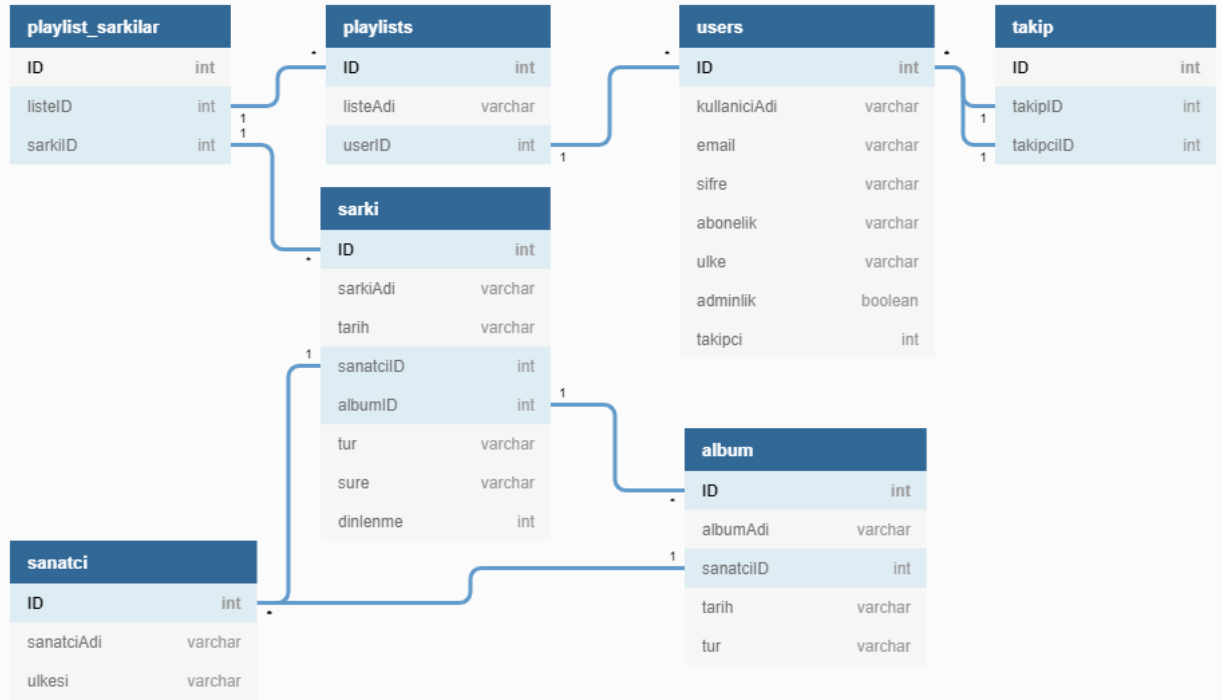 playlist_sarkilar
ID int
listeID int
sarkiID int
playlists
ID int
listeAdi varchar
userID int
users
ID int
kullaniciAdi varchar
email varchar
sifre varchar
abonelik varchar
ulke varchar
adminlik boolean
takipci int
takip
ID int
takipID int
takipciID int
sarki
ID int
sarkiAdi varchar
tarih varchar
sanatciID int
albumID int
tur varchar
sure varchar
dinlenme int
album
ID int
albumAdi varchar
sanatciID int
tarih varchar
tur varchar
sanatci
ID int
sanatciAdi varchar
ulkesi varchar
*
1
1
*
*
1
*
1
1
1
1
*
1
*